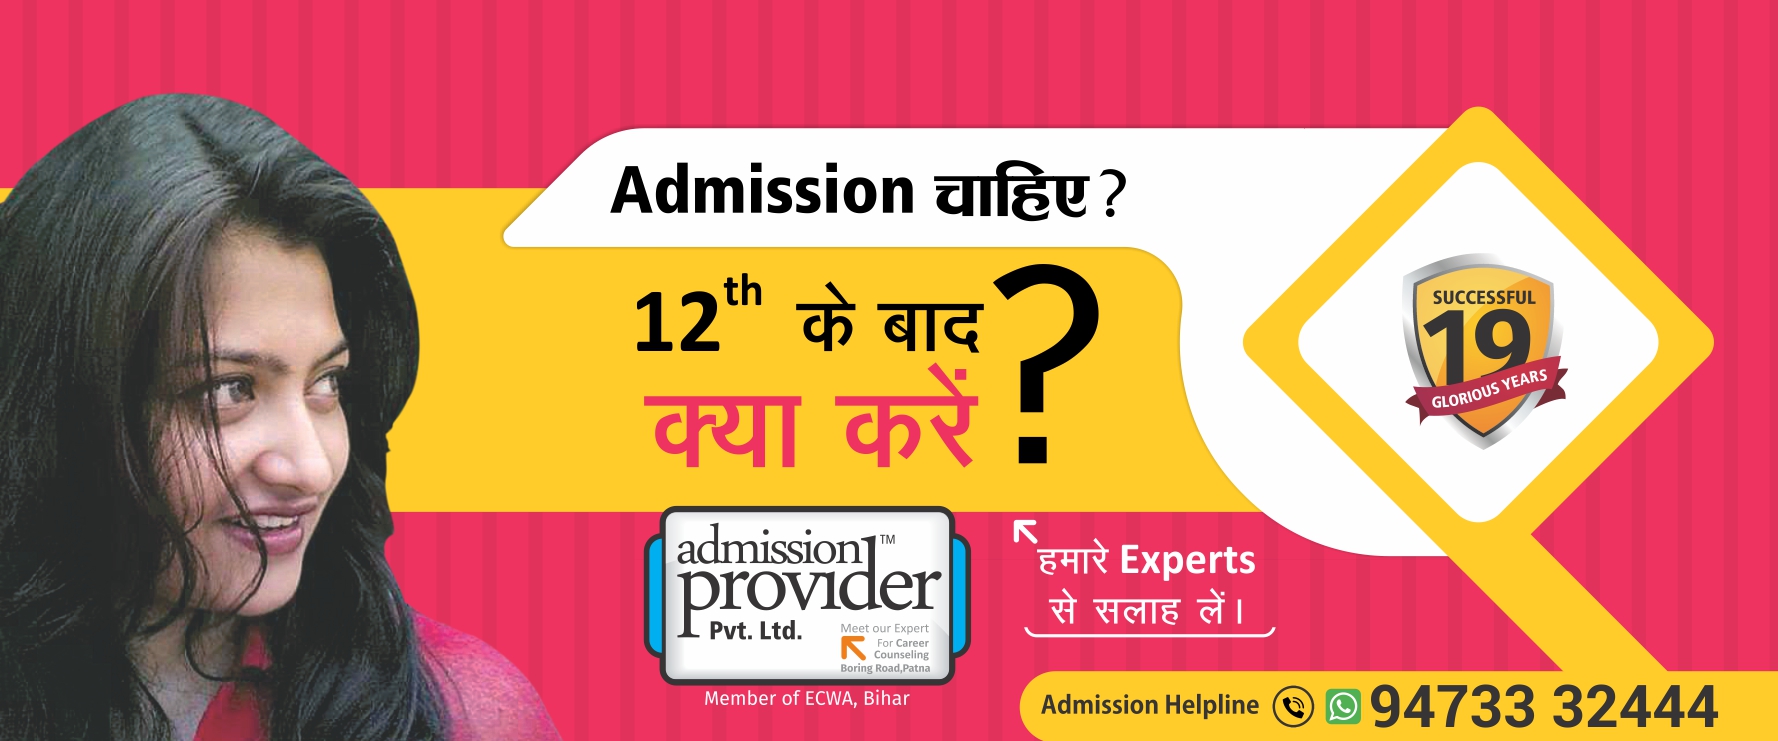 Admission चाहिए ?
12th के बाद
क्या करें ?
SUCCESSFUL
19
GLORIOUS YEARS
admission™
provider
Pvt. Ltd.
Meet our Expert
For Career
Counseling
Boring Road,Patna
Member of ECWA, Bihar
हमारे Experts
से सलाह लें।
Admission Helpline 94733 32444